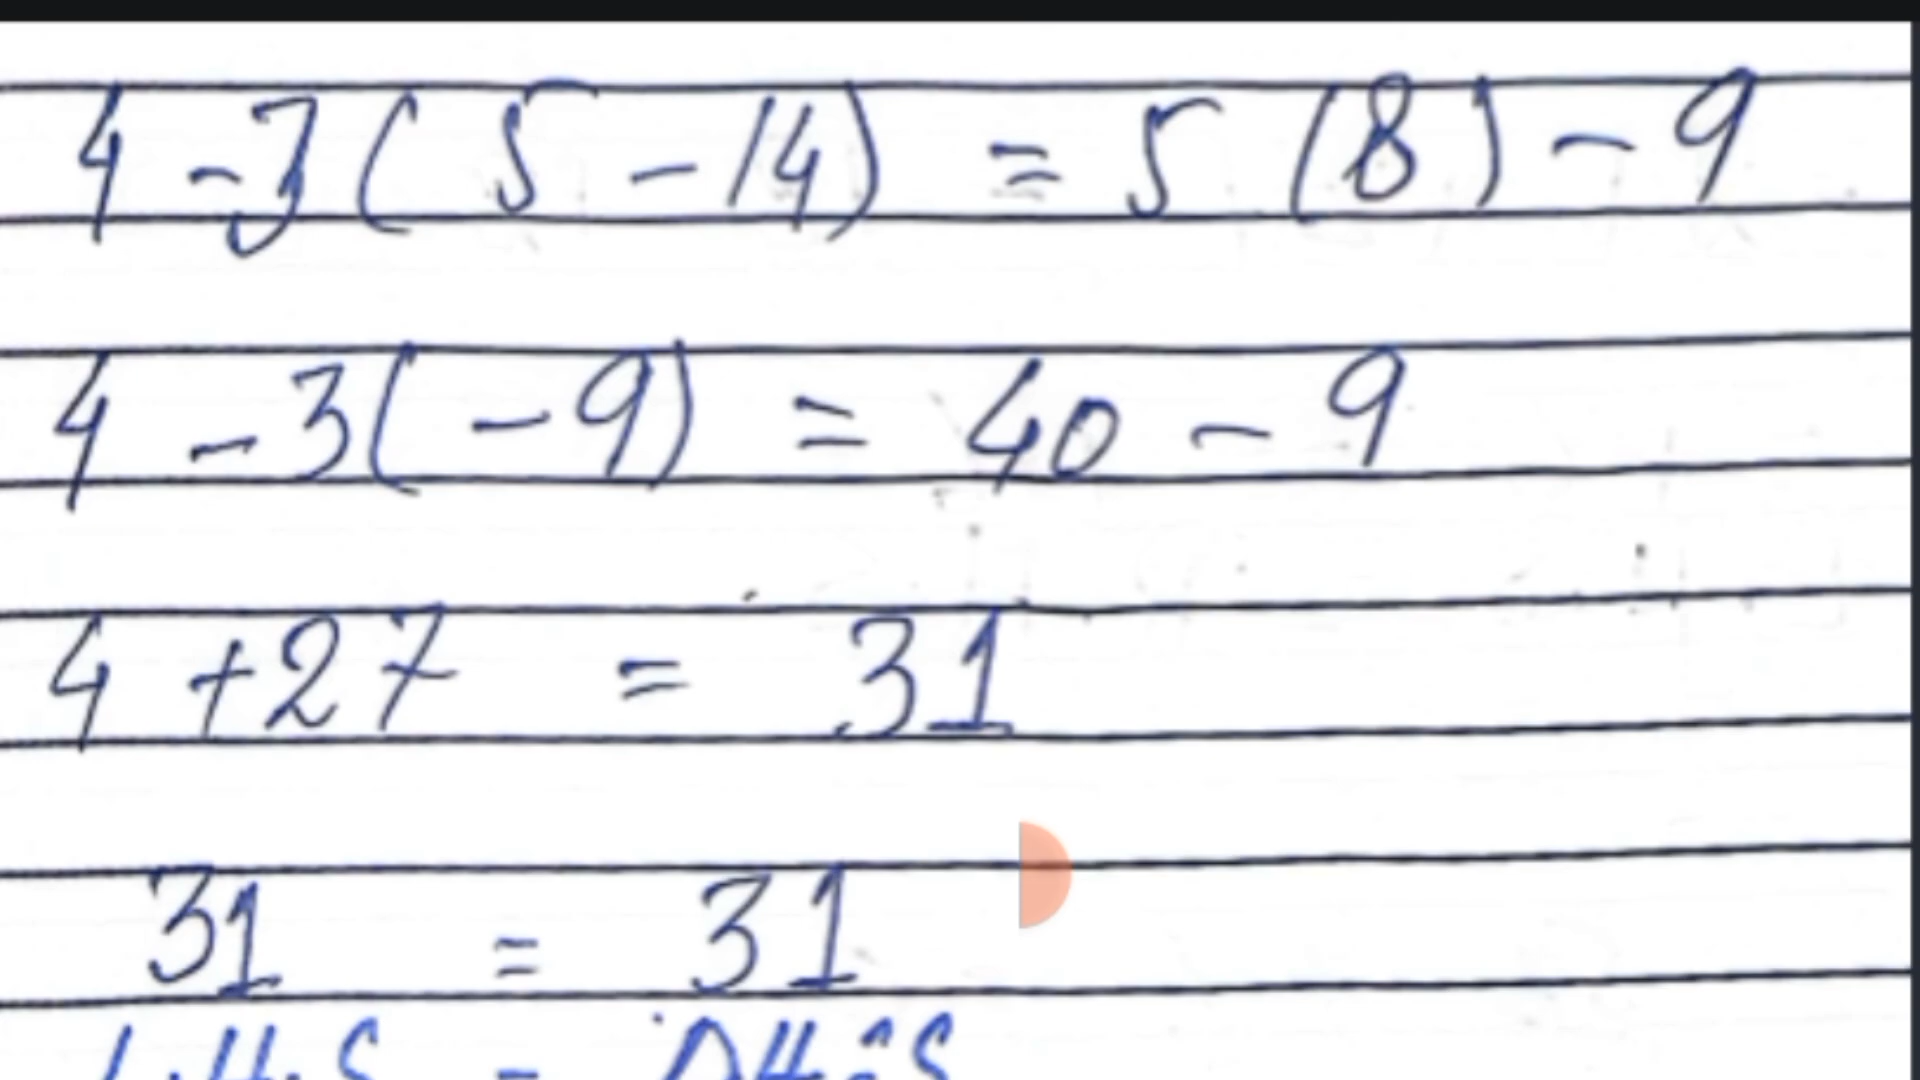 4 - 3 ( 5 - 14 ) = 5 ( 8 ) - 9
4 - 3 ( - 9 ) = 40 - 9
4 + 27 = 31
31 = 31
L.H.S = R.H.S